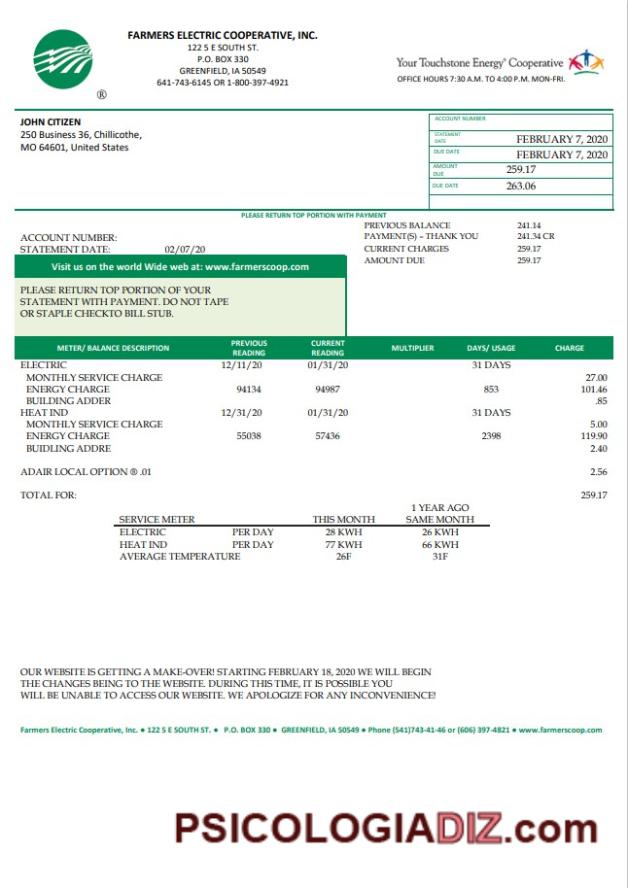 FARMERS ELECTRIC COOPERATIVE, INC.
122 5 E SOUTH ST.
P.O. BOX 330
GREENFIELD, IA 50549
641-743-6145 OR 1-800-397-4921
®
Your Touchstone Energy® Cooperative
OFFICE HOURS 7:30 A.M. TO 4:00 P.M. MON-FRI.
JOHN CITIZEN
250 Business 36, Chillicothe,
MO 64601, United States
ACCOUNT NUMBER
STATEMENT DATE FEBRUARY 7, 2020
DUE DATE FEBRUARY 7, 2020
AMOUNT DUE 259.17
DUE DATE 263.06
PLEASE RETURN TOP PORTION WITH PAYMENT
PREVIOUS BALANCE 241.14
PAYMENT(S) – THANK YOU 241.34 CR
CURRENT CHARGES 259.17
AMOUNT DUE 259.17
ACCOUNT NUMBER:
STATEMENT DATE: 02/07/20
Visit us on the world Wide web at: www.farmerscoop.com
PLEASE RETURN TOP PORTION OF YOUR
STATEMENT WITH PAYMENT. DO NOT TAPE
OR STAPLE CHECKTO BILL STUB.
METER/ BALANCE DESCRIPTION PREVIOUS READING CURRENT READING MULTIPLIER DAYS/ USAGE CHARGE
ELECTRIC 12/11/20 01/31/20 31 DAYS
MONTHLY SERVICE CHARGE 27.00
ENERGY CHARGE 94134 94987 853 101.46
BUILDING ADDER .85
HEAT IND 12/31/20 01/31/20 31 DAYS
MONTHLY SERVICE CHARGE 5.00
ENERGY CHARGE 55038 57436 2398 119.90
BUIDLING ADDRE 2.40
ADAIR LOCAL OPTION ® .01 2.56
TOTAL FOR: 259.17
SERVICE METER THIS MONTH 1 YEAR AGO SAME MONTH
ELECTRIC PER DAY 28 KWH 26 KWH
HEAT IND PER DAY 77 KWH 66 KWH
AVERAGE TEMPERATURE 26F 31F
OUR WEBSITE IS GETTING A MAKE-OVER! STARTING FEBRUARY 18, 2020 WE WILL BEGIN
THE CHANGES BEING TO THE WEBSITE. DURING THIS TIME, IT IS POSSIBLE YOU
WILL BE UNABLE TO ACCESS OUR WEBSITE. WE APOLOGIZE FOR ANY INCONVENIENCE!
Farmers Electric Cooperative, Inc. ● 122 5 E SOUTH ST. ● P.O. BOX 330 ● GREENFIELD, IA 50549 ● Phone (541)743-41-46 or (606) 397-4821 ● www.farmerscoop.com
PSICOLOGIADIZ.com